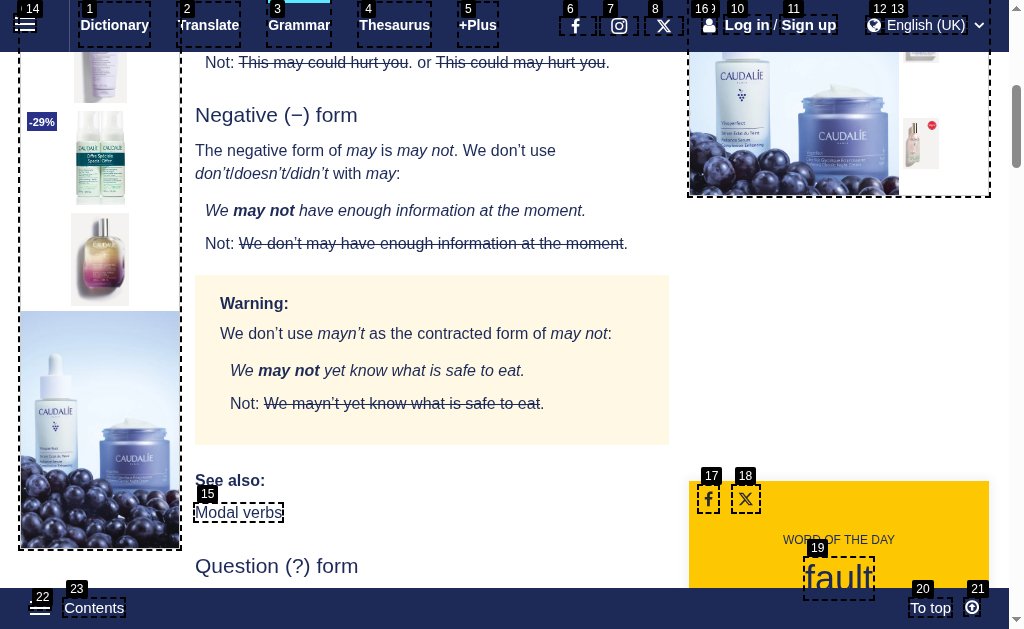 14
1
2
3
4
5
6
7
8
16
9
10
11
12
13
Dictionary
Translate
Grammar
Thesaurus
+Plus
Log in / Sign up
English (UK)
Not: This may could hurt you. or This could may hurt you.
Negative (−) form
The negative form of may is may not. We don’t use
don’t/doesn’t/didn’t with may:
We may not have enough information at the moment.
Not: We don’t may have enough information at the moment.
Warning:
We don’t use mayn’t as the contracted form of may not:
We may not yet know what is safe to eat.
Not: We mayn’t yet know what is safe to eat.
See also:
15
Modal verbs
Question (?) form
-29%
CAUDALIE
CAUDALIE
CAUDALIE
CAUDALIE
17
18
WORD OF THE DAY
19
fault
22
23
Contents
20
21
To top